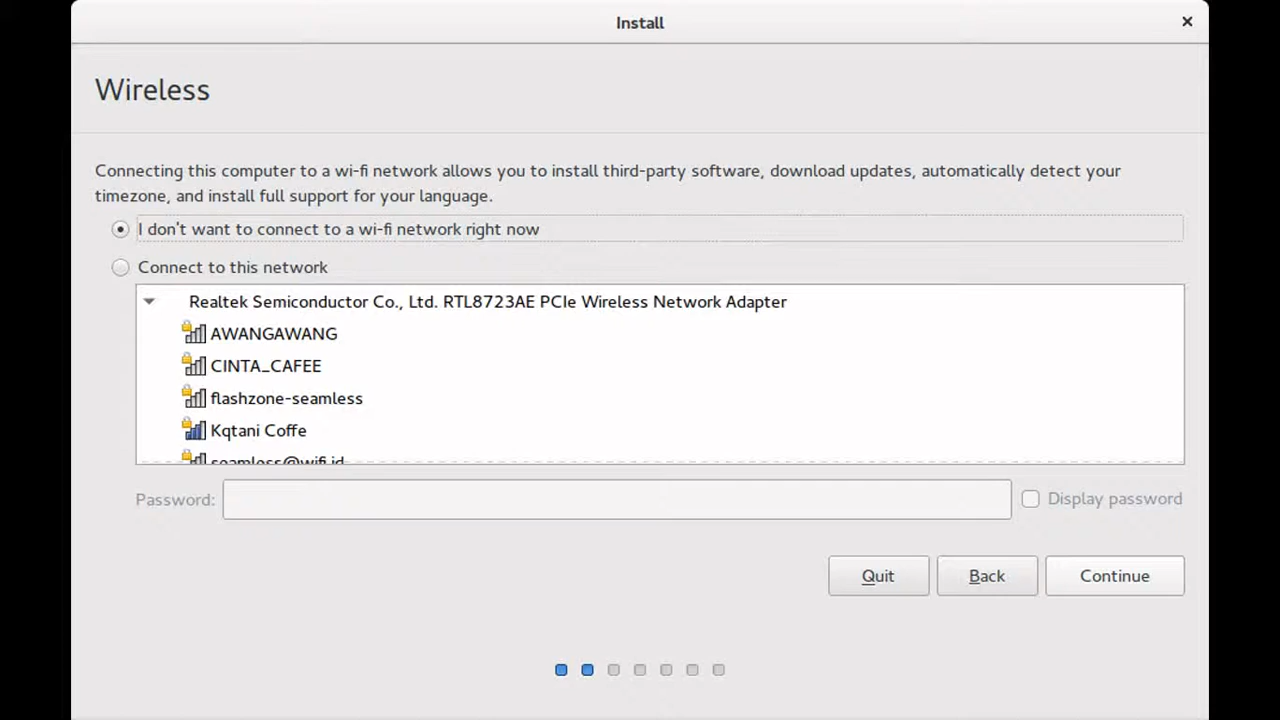 Install
Wireless
Connecting this computer to a wi-fi network allows you to install third-party software, download updates, automatically detect your
timezone, and install full support for your language.
I don't want to connect to a wi-fi network right now
Connect to this network
Realtek Semiconductor Co., Ltd. RTL8723AE PCIe Wireless Network Adapter
AWANGAWANG
CINTA_CAFEE
flashzone-seamless
Kqtani Coffe
seamless@wifi.id
Password:
Display password
Quit
Back
Continue